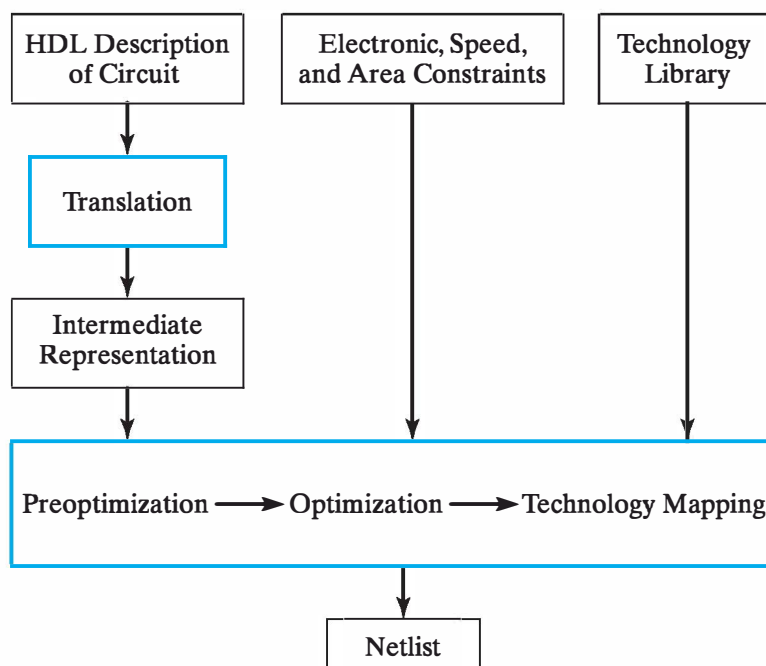 HDL Description
of Circuit
Electronic, Speed,
and Area Constraints
Technology
Library
Translation
Intermediate
Representation
Preoptimization
Optimization
Technology Mapping
Netlist